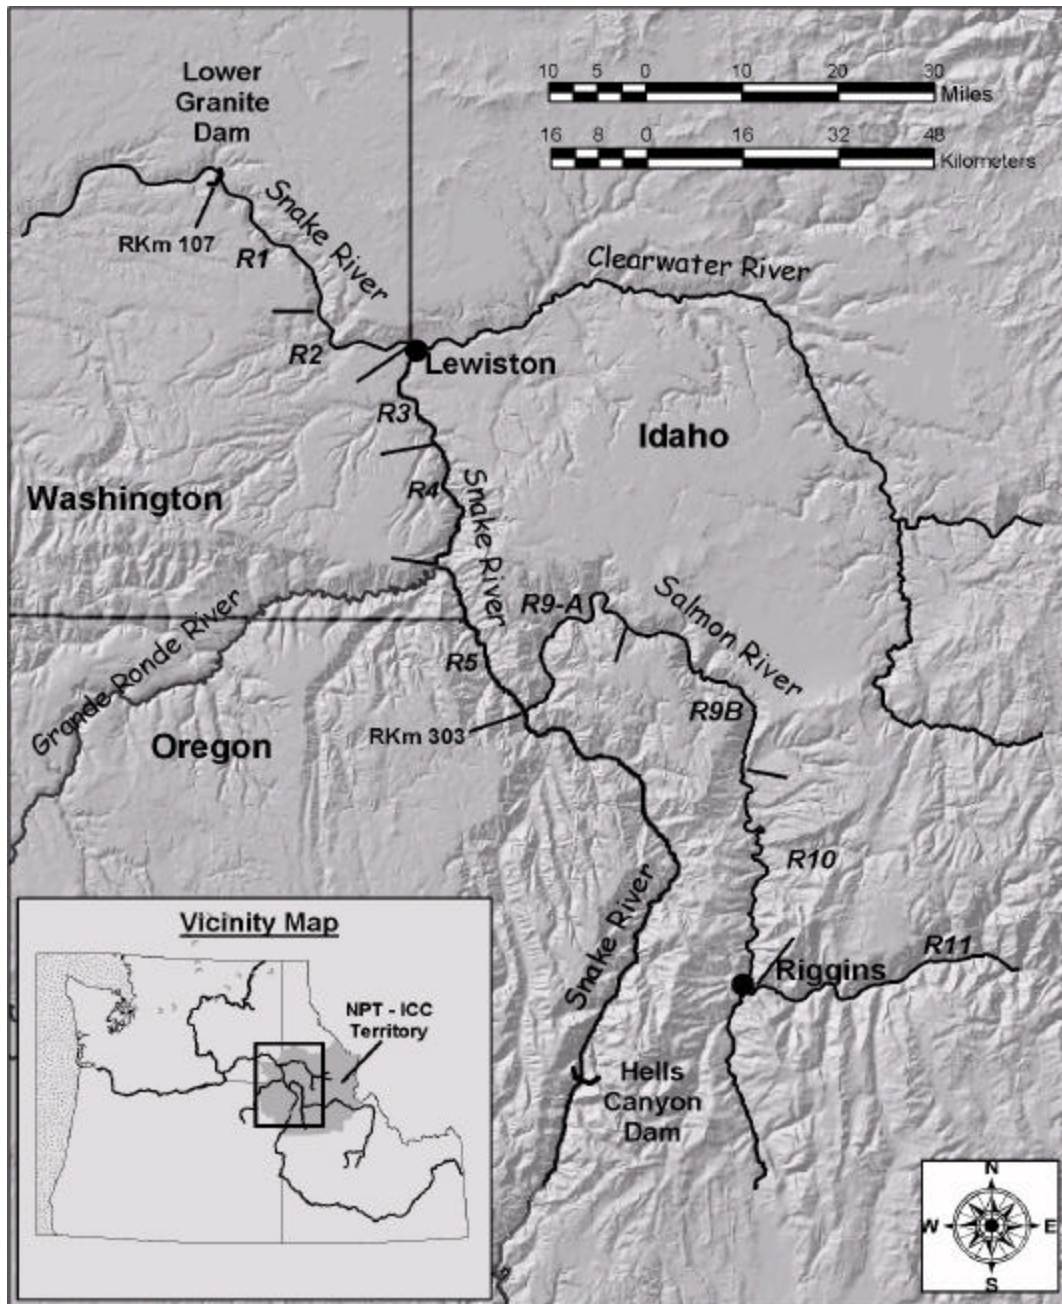 Lower
Granite
Dam
10 5 0 10 20 30
Miles
16 8 0 16 32 48
Kilometers
Snake River
RKm 107
R1
Clearwater River
R2
Lewiston
R3
Idaho
Washington
R4
Snake River
Grande Ronde River
R9-A
Salmon River
R5
R9B
RKm 303
Oregon
R10
Snake River
Riggins
R11
Hells
Canyon
Dam
Vicinity Map
NPT - ICC
Territory
N
W E
S